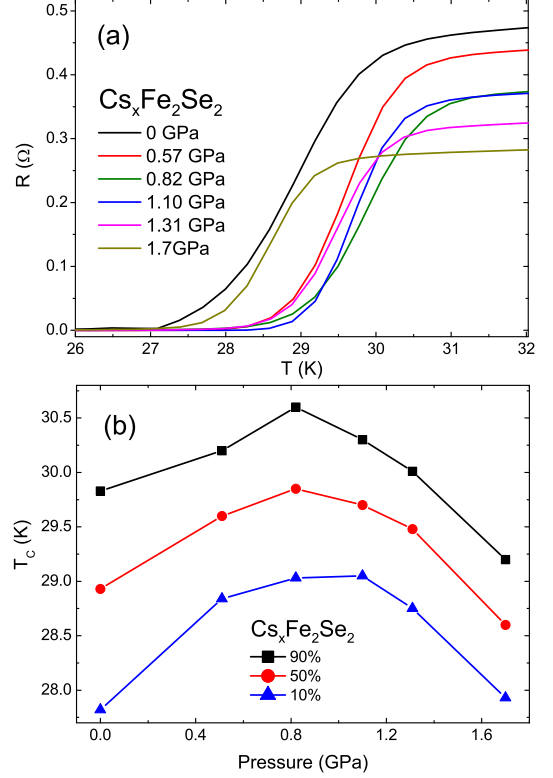 0.5
(a)
0.4
CsxFe2Se2
0 GPa
0.3
0.57 GPa
R (Ω)
0.82 GPa
0.2
1.10 GPa
1.31 GPa
1.7GPa
0.1
0.0
26 27 28 29 30 31 32
T (K)
(b)
30.5
30.0
29.5
Tc (K)
29.0
28.5
CsxFe2Se2
90%
50%
28.0
10%
0.0 0.4 0.8 1.2 1.6
Pressure (GPa)